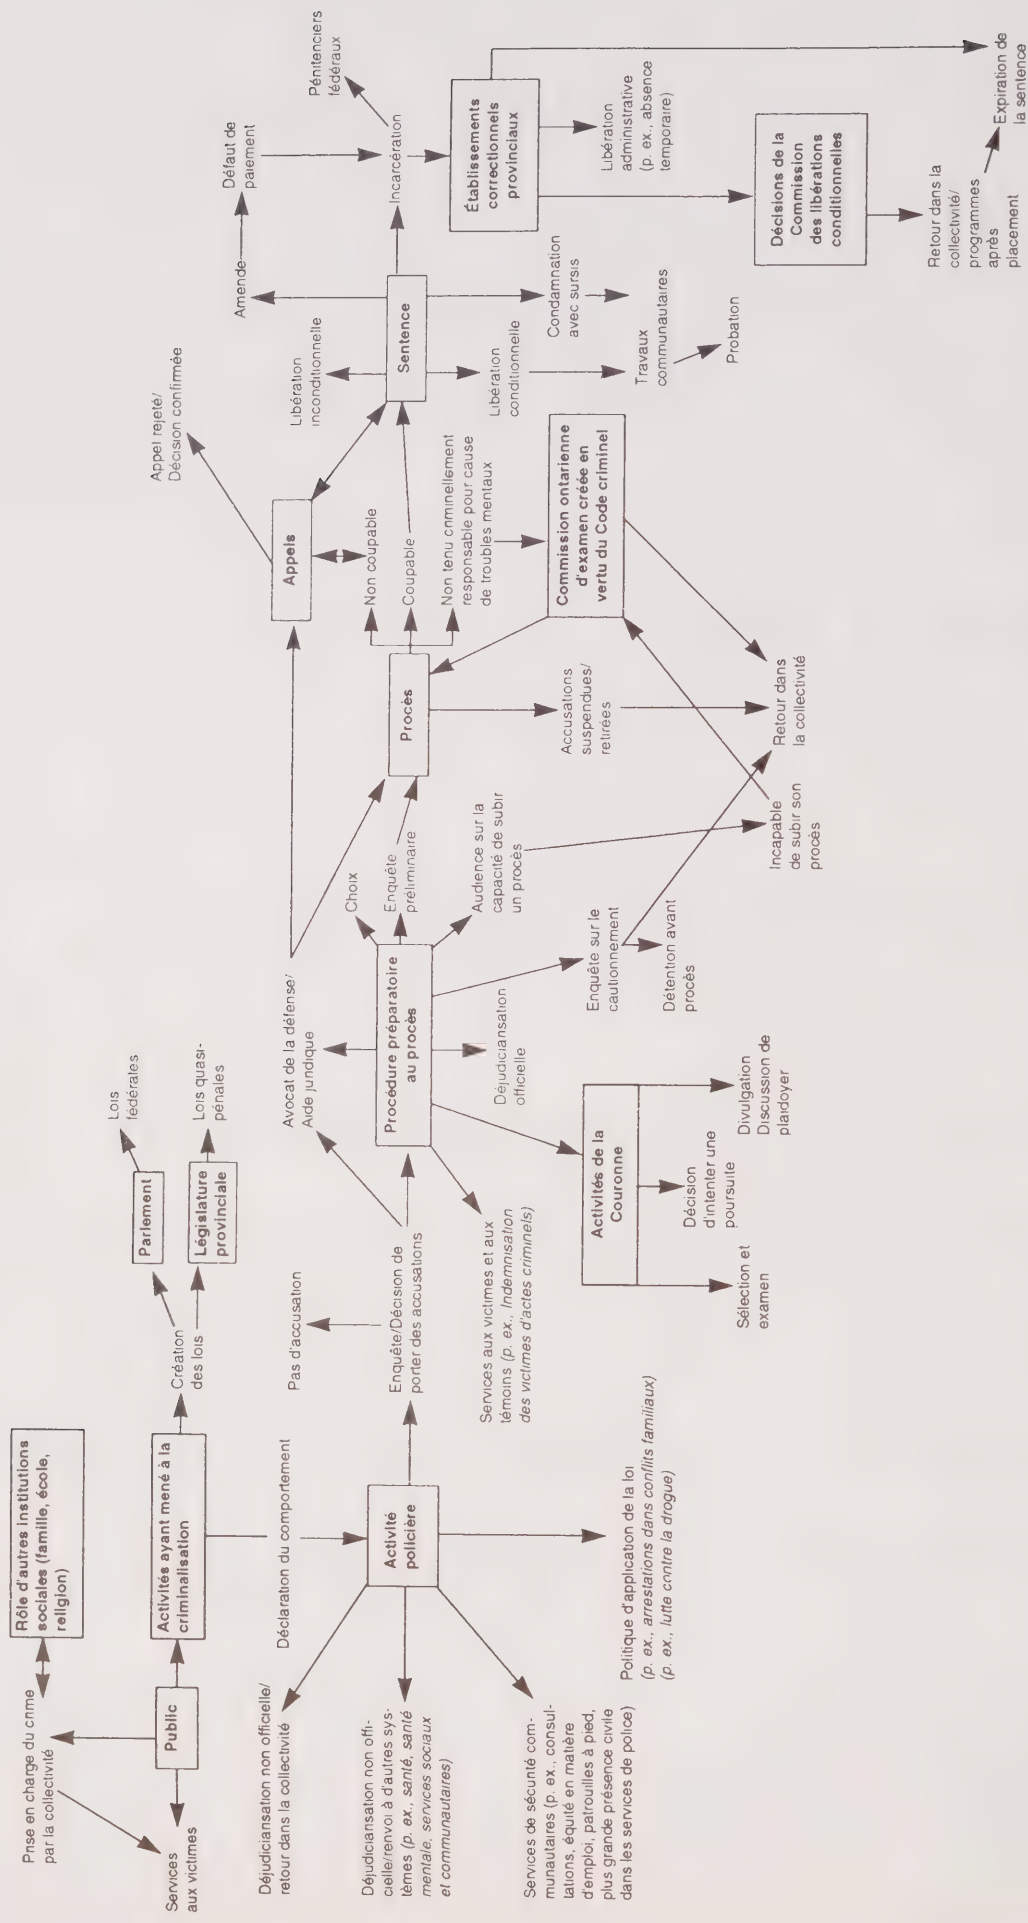 Prise en charge du crime
par la collectivité
Rôle d'autres institutions
sociales (famille, école,
religion)
Public
Services
aux victimes
Activités ayant mené à la
criminalisation
Création
des lois
Parlement
Lois
fédérales
Législature
provinciale
Lois quasi-
pénales
Déclaration du comportement
Déjudiciarisation non officielle/
retour dans la collectivité
Déjudiciarisation non offi-
cielle/renvoi à d'autres sys-
tèmes (p. ex., santé, santé
mentale, services sociaux
et communautaires)
Services de sécurité com-
munautaires (p. ex., consul-
tations, équité en matière
d'emploi, patrouilles à pied,
plus grande présence civile
dans les services de police)
Activité
policière
Politique d'application de la loi
(p. ex., arrestations dans conflits familiaux)
(p. ex., lutte contre la drogue)
Pas d'accusation
Enquête/Décision de
porter des accusations
Services aux victimes et aux
témoins (p. ex., Indemnisation
des victimes d'actes criminels)
Avocat de la défense/
Aide juridique
Procédure préparatoire
au procès
Déjudiciarisation
officielle
Activités de la
Couronne
Sélection et
examen
Décision
d'intenter une
poursuite
Divulgation
Discussion de
plaidoyer
Choix
Enquête
préliminaire
Audience sur la
capacité de subir
un procès
Enquête sur le
cautionnement
Détention avant
procès
Incapable
de subir son
procès
Retour dans
la collectivité
Procès
Accusations
suspendues/
retirées
Appels
Appel rejeté/
Décision confirmée
Non coupable
Coupable
Non tenu criminellement
responsable pour cause
de troubles mentaux
Commission ontarienne
d'examen créée en
vertu du Code criminel
Sentence
Libération
inconditionnelle
Amende
Défaut de
paiement
Libération
conditionnelle
Condamnation
avec sursis
Travaux
communautaires
Probation
Incarcération
Pénitenciers
fédéraux
Établissements
correctionnels
provinciaux
Libération
administrative
(p. ex., absence
temporaire)
Décisions de la
Commission
des libérations
conditionnelles
Retour dans la
collectivité/
programmes
après
placement
Expiration de
la sentence